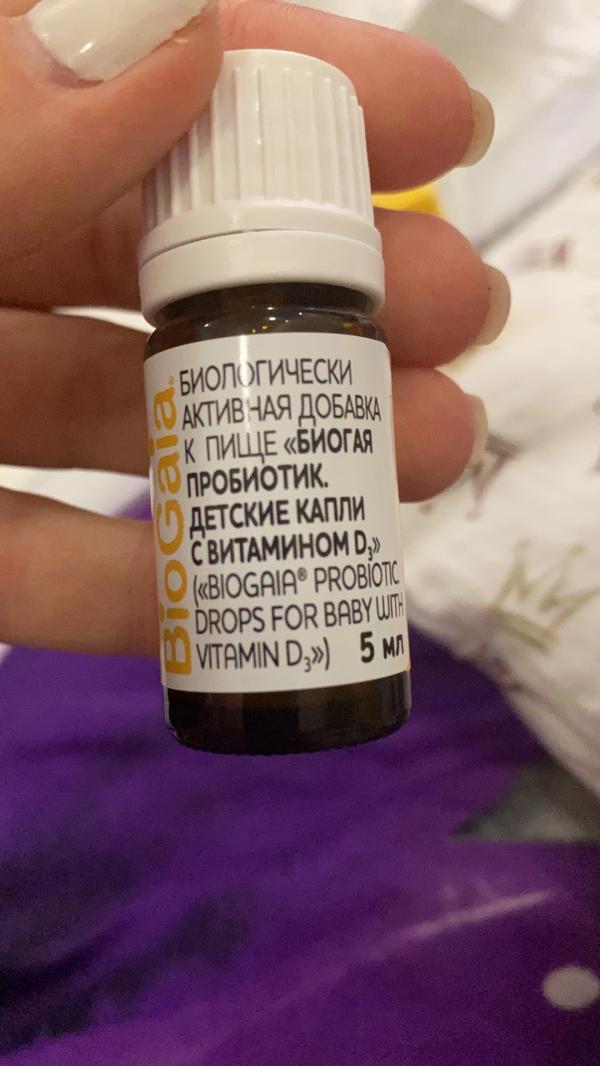 BioGaia®
БИОЛОГИЧЕСКИ
АКТИВНАЯ ДОБАВКА
К ПИЩЕ «БИОГАЯ
ПРОБИОТИК.
ДЕТСКИЕ КАПЛИ
С ВИТАМИНОМ D₃»
(«BIOGAIA® PROBIOTIC
DROPS FOR BABY WITH
VITAMIN D₃») 5 мл